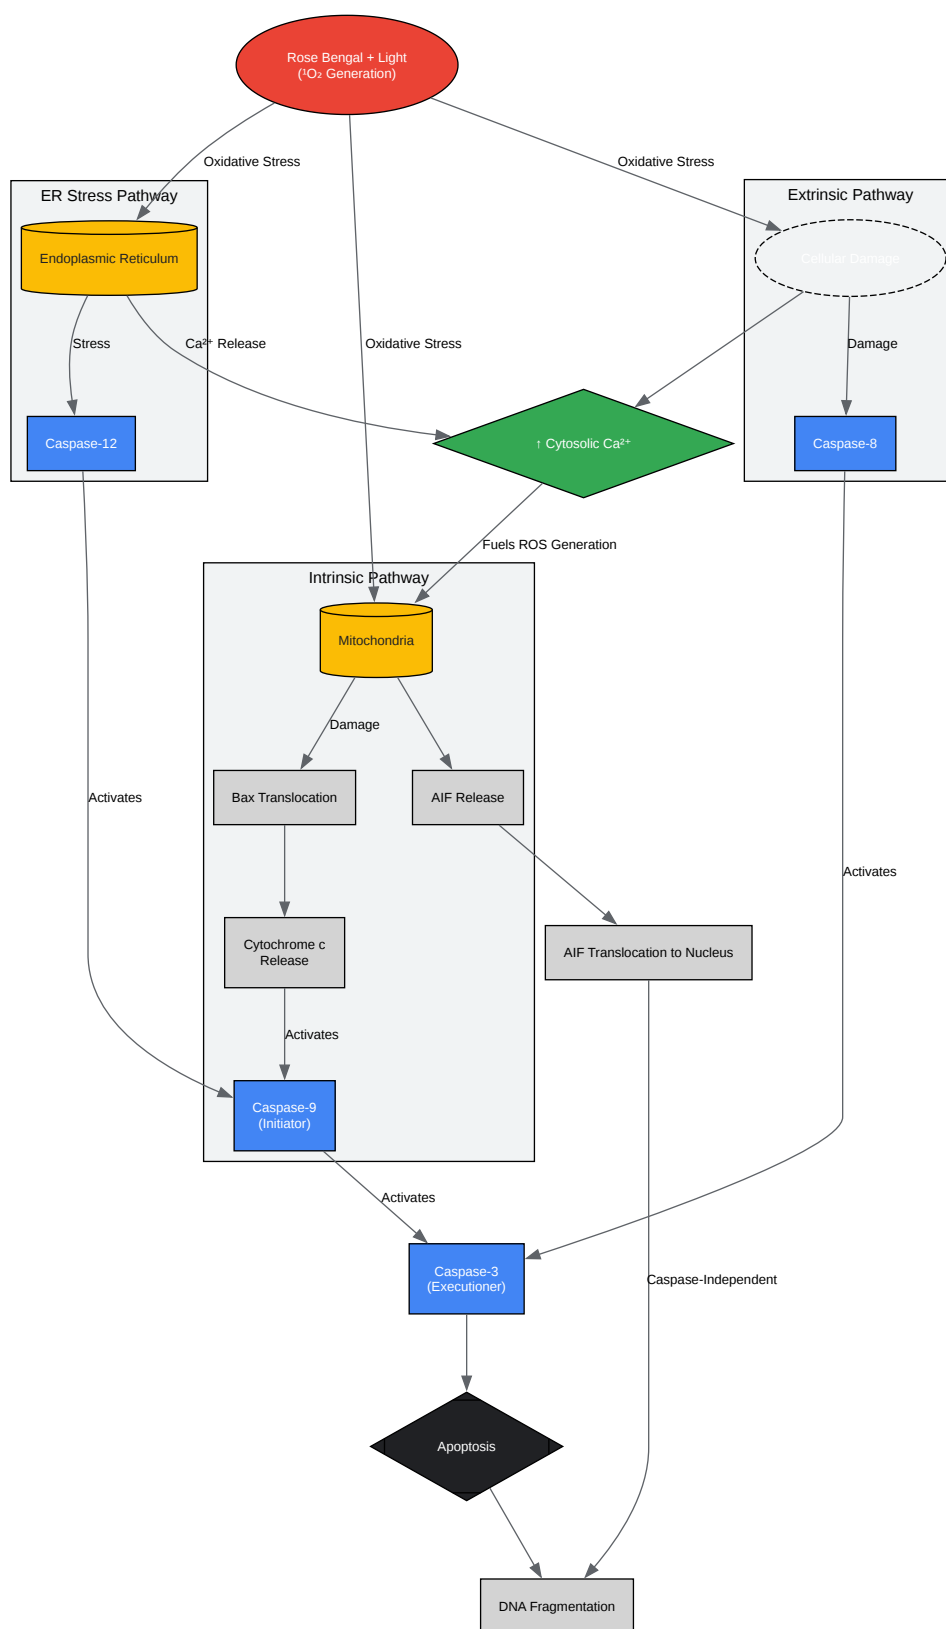 Rose Bengal + Light
(¹O₂ Generation)
Oxidative Stress
Oxidative Stress
ER Stress Pathway
Extrinsic Pathway
Endoplasmic Reticulum
Cellular Damage
Stress
Ca²⁺ Release
Oxidative Stress
Damage
Caspase-12
↑ Cytosolic Ca²⁺
Caspase-8
Fuels ROS Generation
Intrinsic Pathway
Mitochondria
Damage
Bax Translocation
AIF Release
Activates
Activates
Cytochrome c
Release
AIF Translocation to Nucleus
Activates
Caspase-9
(Initiator)
Activates
Caspase-3
(Executioner)
Caspase-Independent
Apoptosis
DNA Fragmentation